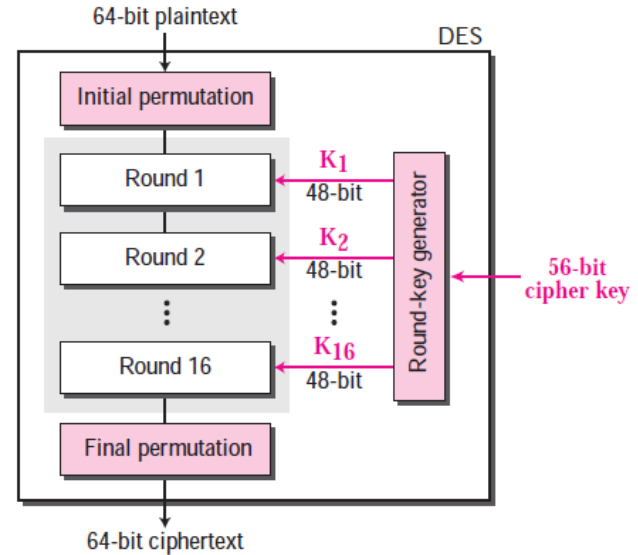 64-bit plaintext
DES
Initial permutation
Round 1
K1
48-bit
Round 2
K2
48-bit
Round 16
K16
48-bit
Round-key generator
56-bit
cipher key
Final permutation
64-bit ciphertext